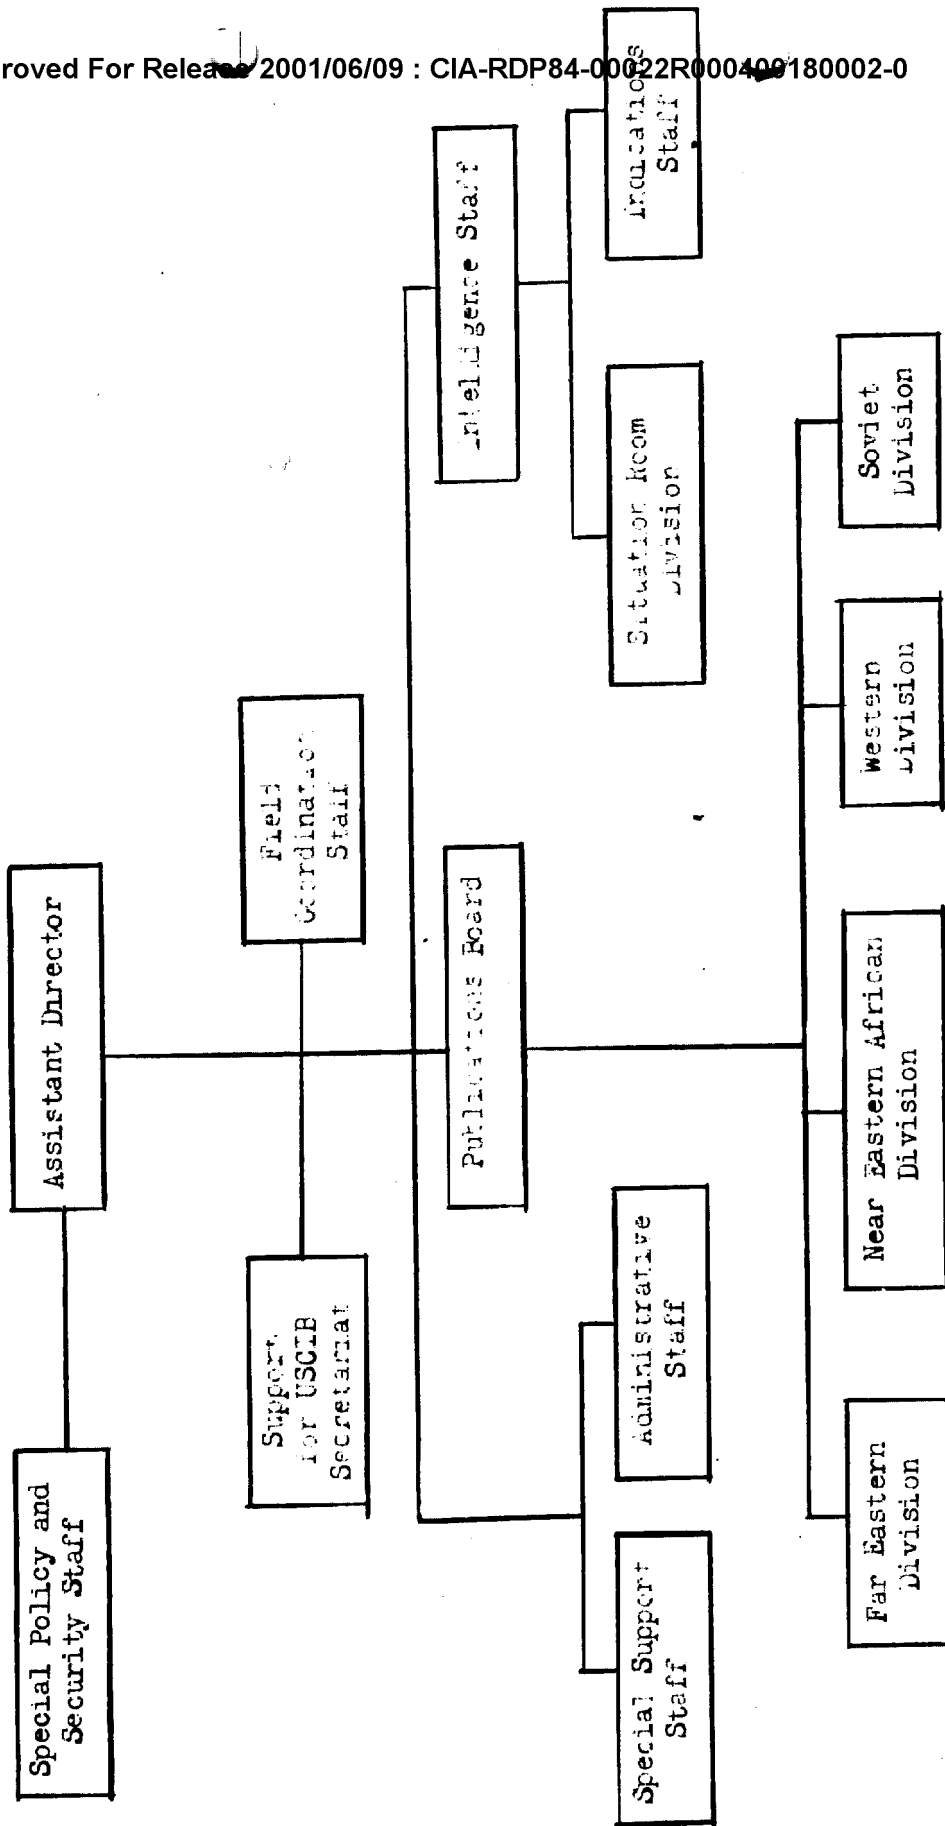 roved For Release 2001/06/09 : CIA-RDP84-00022R000400180002-0
Assistant Director
Special Policy and
Security Staff
Support
for USCIB
Secretariat
Field
Coordination
Staff
Publications Board
Intelligence Staff
Special Support
Staff
Administrative
Staff
Situation Room
Division
Indications
Staff
Far Eastern
Division
Near Eastern African
Division
Western
Division
Soviet
Division